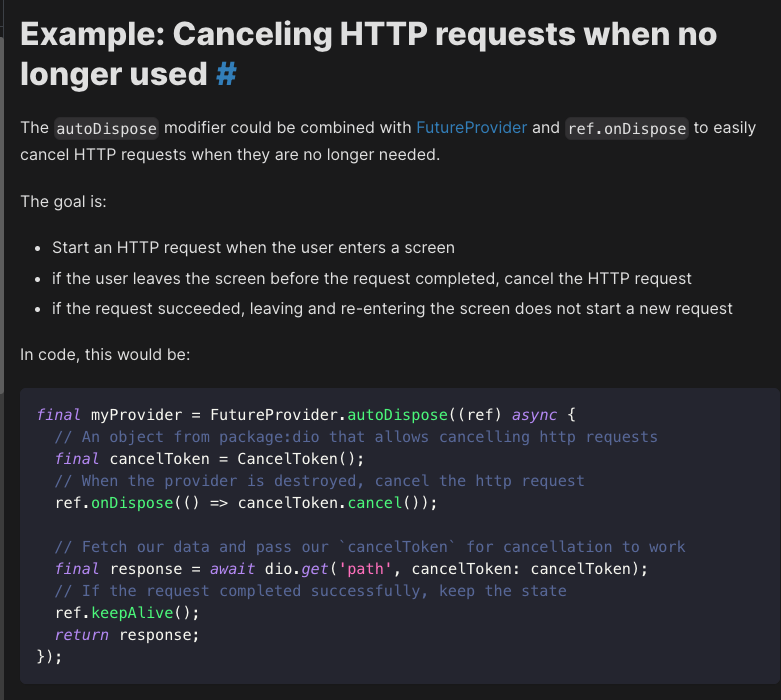 Example: Canceling HTTP requests when no
longer used #
The autoDispose modifier could be combined with FutureProvider and ref.onDispose to easily
cancel HTTP requests when they are no longer needed.
The goal is:
• Start an HTTP request when the user enters a screen
• if the user leaves the screen before the request completed, cancel the HTTP request
• if the request succeeded, leaving and re-entering the screen does not start a new request
In code, this would be:
final myProvider = FutureProvider.autoDispose((ref) async {
  // An object from package:dio that allows cancelling http requests
  final cancelToken = CancelToken();
  // When the provider is destroyed, cancel the http request
  ref.onDispose(() => cancelToken.cancel());

  // Fetch our data and pass our `cancelToken` for cancellation to work
  final response = await dio.get('path', cancelToken: cancelToken);
  // If the request completed successfully, keep the state
  ref.keepAlive();
  return response;
});